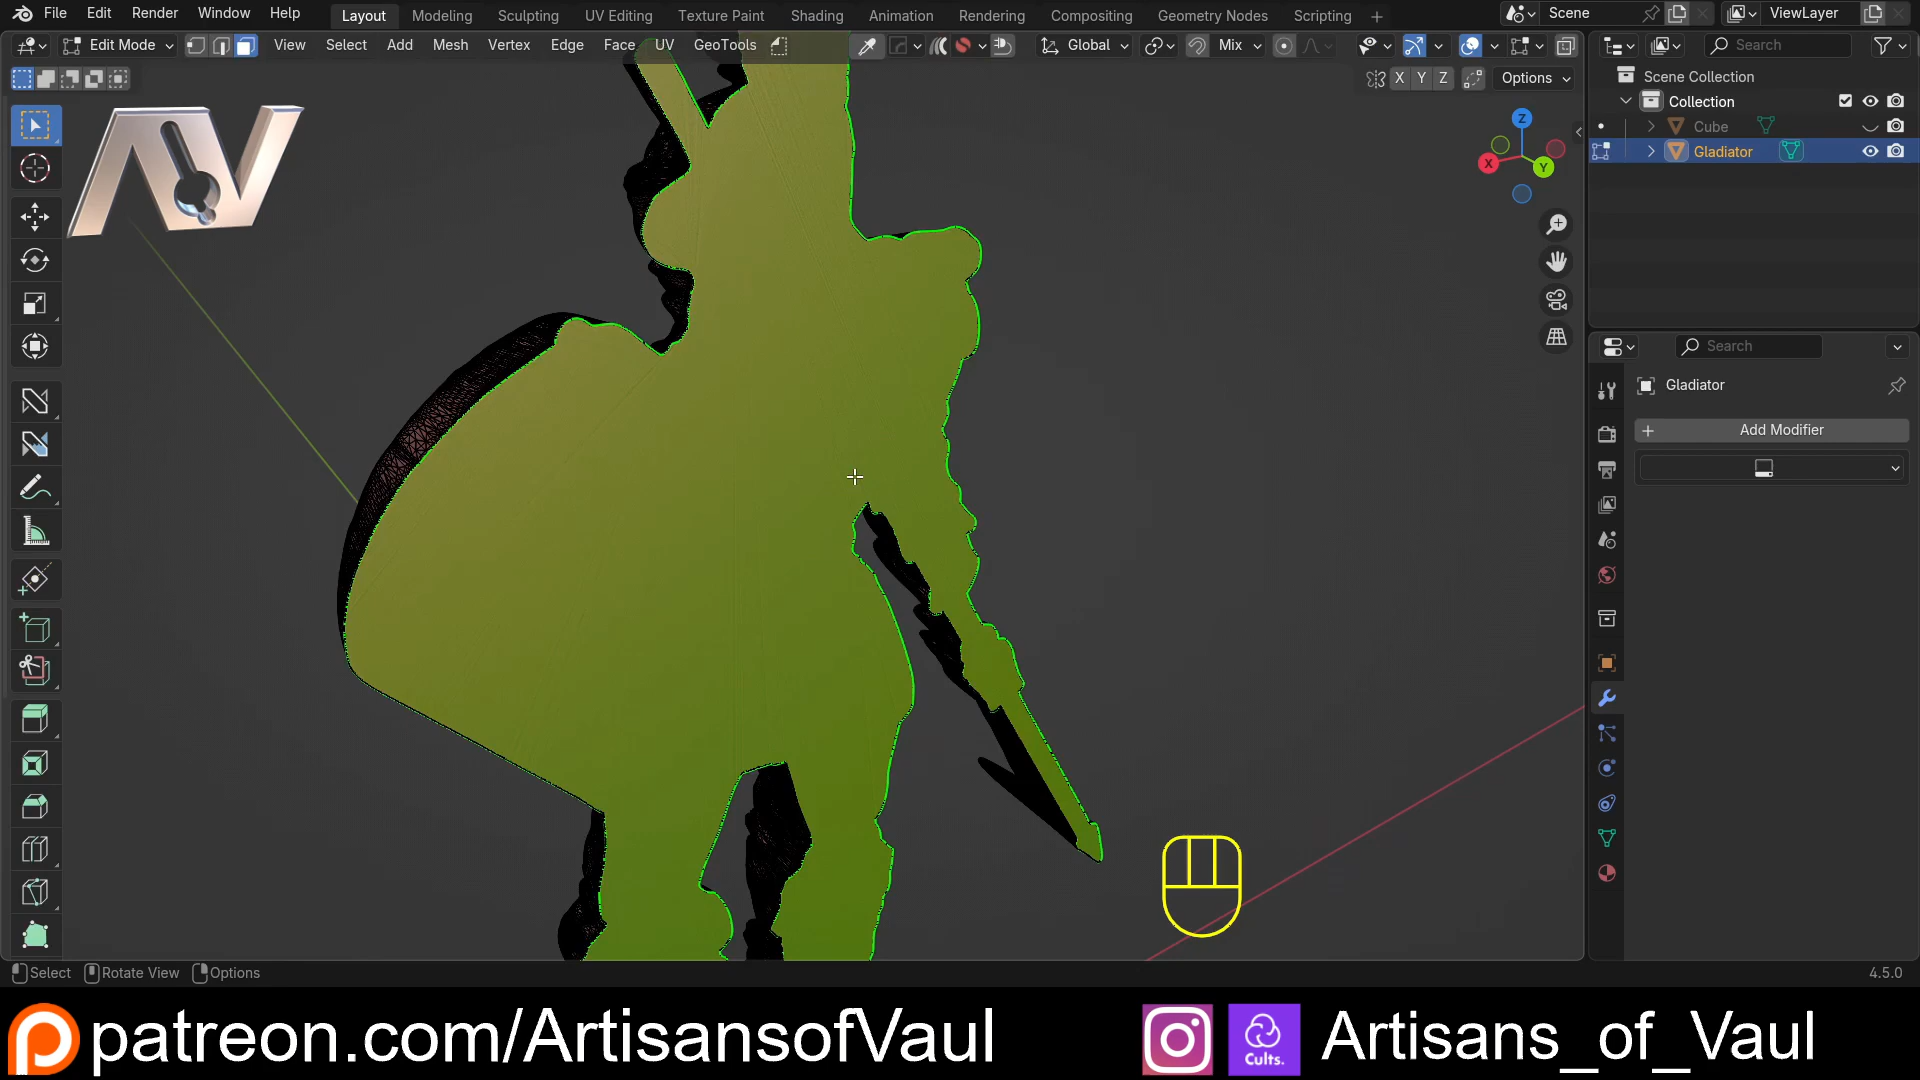 File Edit Render Window Help Layout Modeling Sculpting UV Editing Texture Paint Shading Animation Rendering Compositing Geometry Nodes Scripting Scene ViewLayer
Edit Mode View Select Add Mesh Vertex Edge Face UV GeoTools Global Mix Search
X Y Z Options Scene Collection
Collection
Cube
Gladiator
Z
X
Y
Search
Gladiator
Add Modifier
AV
Select Rotate View Options 4.5.0
patreon.com/ArtisansofVaul Cults. Artisans_of_Vaul